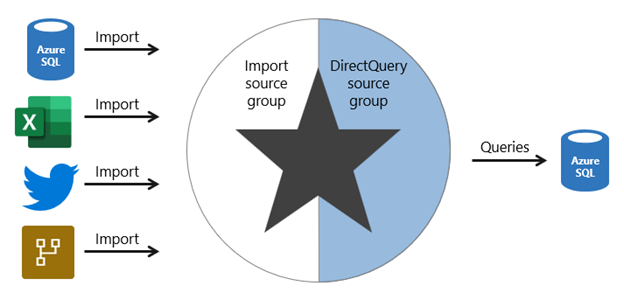 Import
Azure
SQL
Import
X
Import
Import
Import
source
group
DirectQuery
source
group
Queries
Azure
SQL